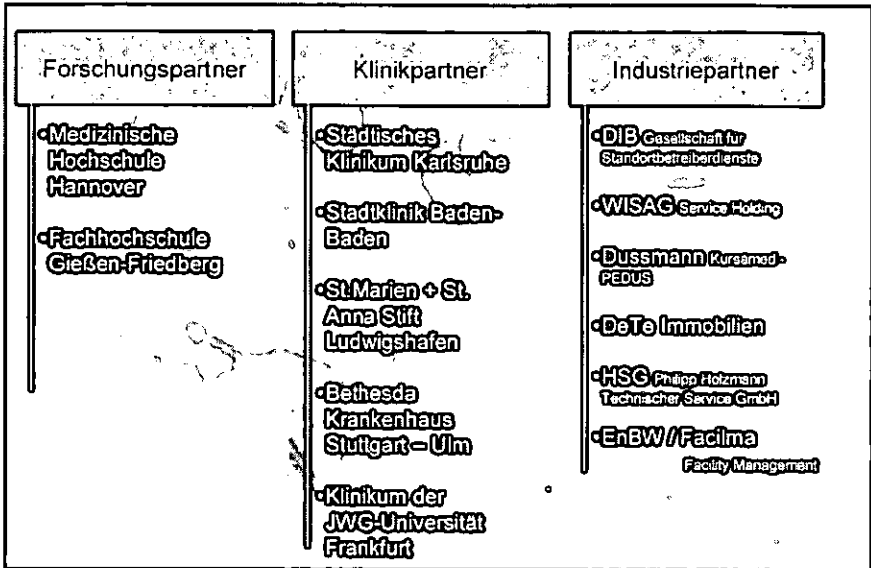 Forschungspartner
Medizinische
Hochschule
Hannover
Fachhochschule
Gießen-Friedberg
Klinikpartner
Städtisches
Klinikum Karlsruhe
Stadtklinik Baden-
Baden
St.Marien + St.
Anna Stift
Ludwigshafen
Bethesda
Krankenhaus
Stuttgart – Ulm
Klinikum der
JWG-Universität
Frankfurt
Industriepartner
DIB Gesellschaft für
Standortbetreiberdienste
WISAG Service Holding
Dussmann Kursamed -
PEDUS
DeTe Immobilien
HSG Philipp Holzmann
Technischer Service GmbH
EnBW / Facilma
Facility Management